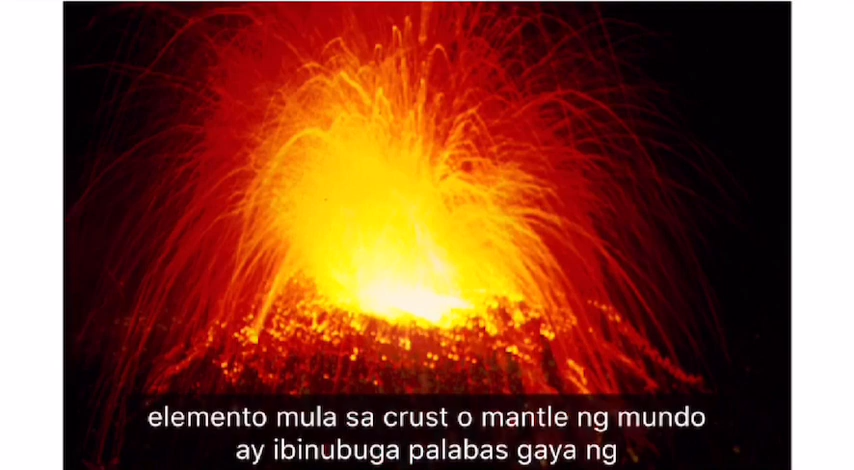 elemento mula sa crust o mantle ng mundo
ay ibinubuga palabas gaya ng